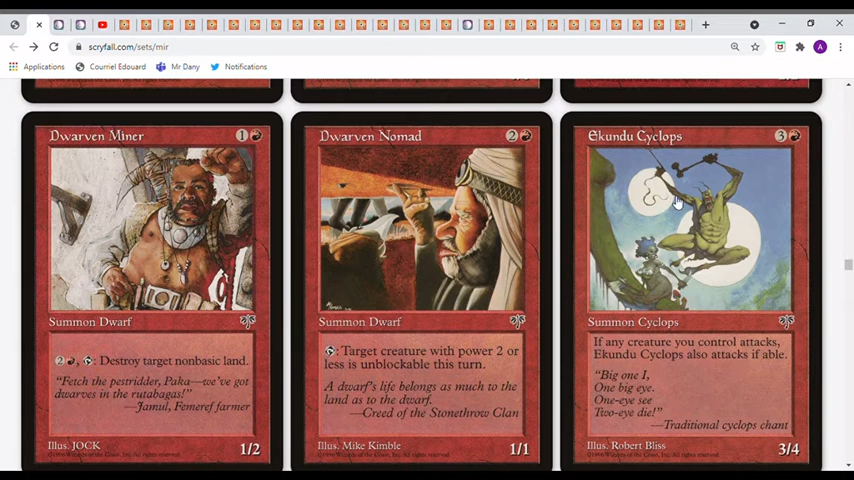 scryfall.com/sets/mir
A
Applications
Courriel Edouard
Mr Dany
Notifications
Dwarven Miner
1
Summon Dwarf
2, : Destroy target nonbasic land.
"Fetch the pestridder, Paka—we've got
dwarves in the rutabagas!"
—Jamul, Femeref farmer
Illus. JOCK
1/2
Dwarven Nomad
2
Summon Dwarf
: Target creature with power 2 or
less is unblockable this turn.
A dwarf's life belongs as much to the
land as to the dwarf.
—Creed of the Stonethrow Clan
Illus. Mike Kimble
1/1
Ekundu Cyclops
3
Summon Cyclops
If any creature you control attacks,
Ekundu Cyclops also attacks if able.
"Big one I,
One big eye.
One-eye see
Two-eye die!"
—Traditional cyclops chant
Illus. Robert Bliss
3/4